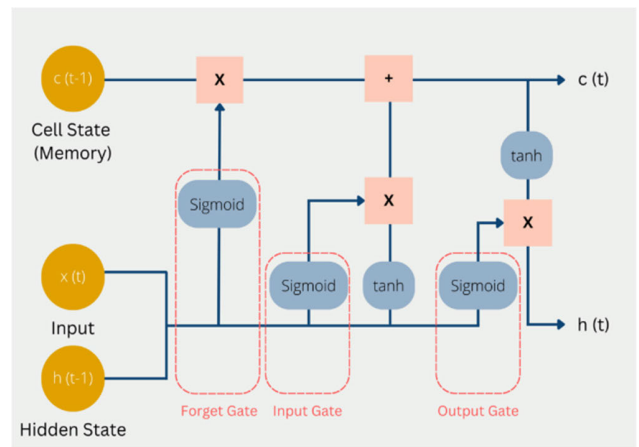 c (t-1)
X
+
c (t)
Cell State
(Memory)
tanh
Sigmoid
X
X
x (t)
Sigmoid
tanh
Sigmoid
Input
h (t)
h (t-1)
Forget Gate
Input Gate
Output Gate
Hidden State